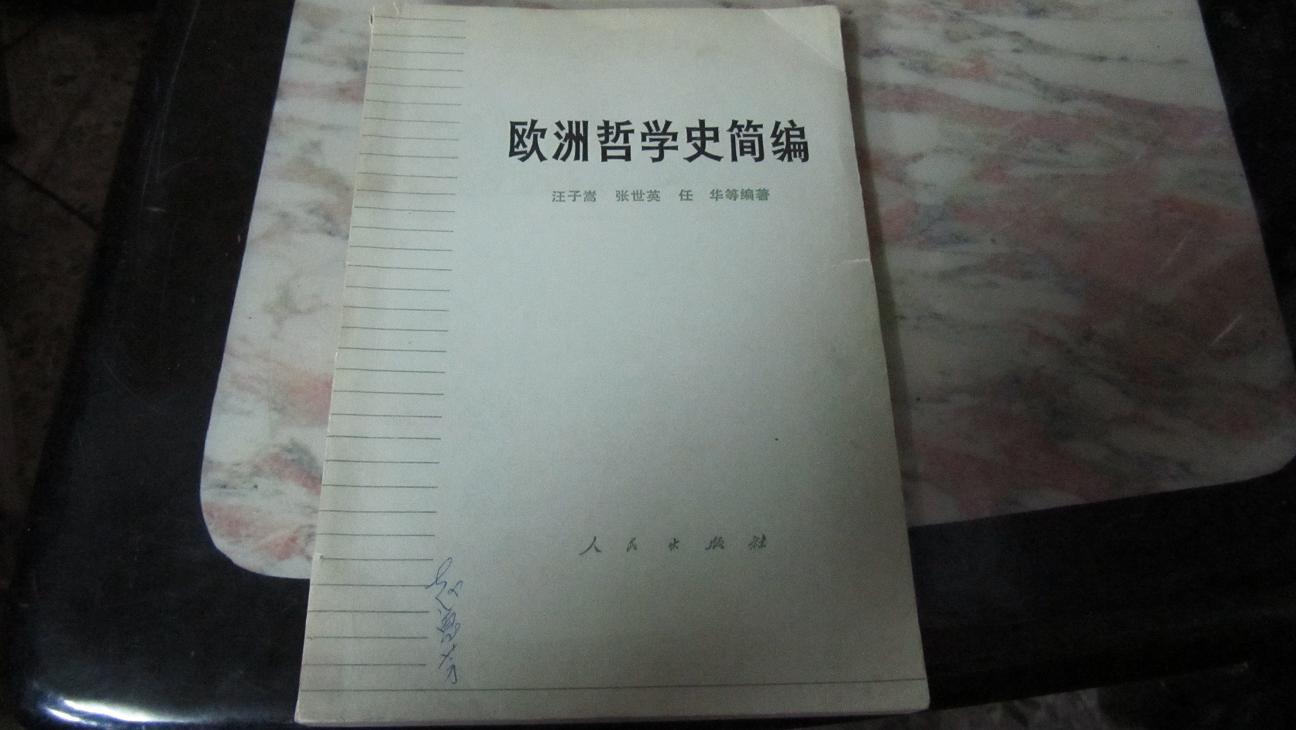 欧洲哲学史简编
汪子嵩 张世英 任 华等编著
人民出版社